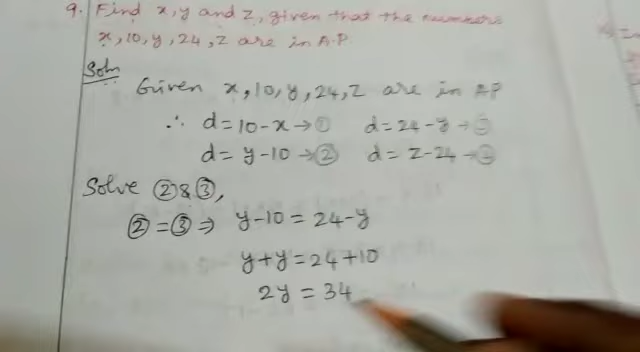 9. Find x, y and z, given that the numbers
x, 10, y, 24, z are in A.P
Soln
Given x, 10, y, 24, z are in AP
∴ d = 10 - x → ① d = 24 - y → ③
d = y - 10 → ② d = z - 24 →
Solve ② & ③,
② = ③ ⇒ y - 10 = 24 - y
y + y = 24 + 10
2y = 34